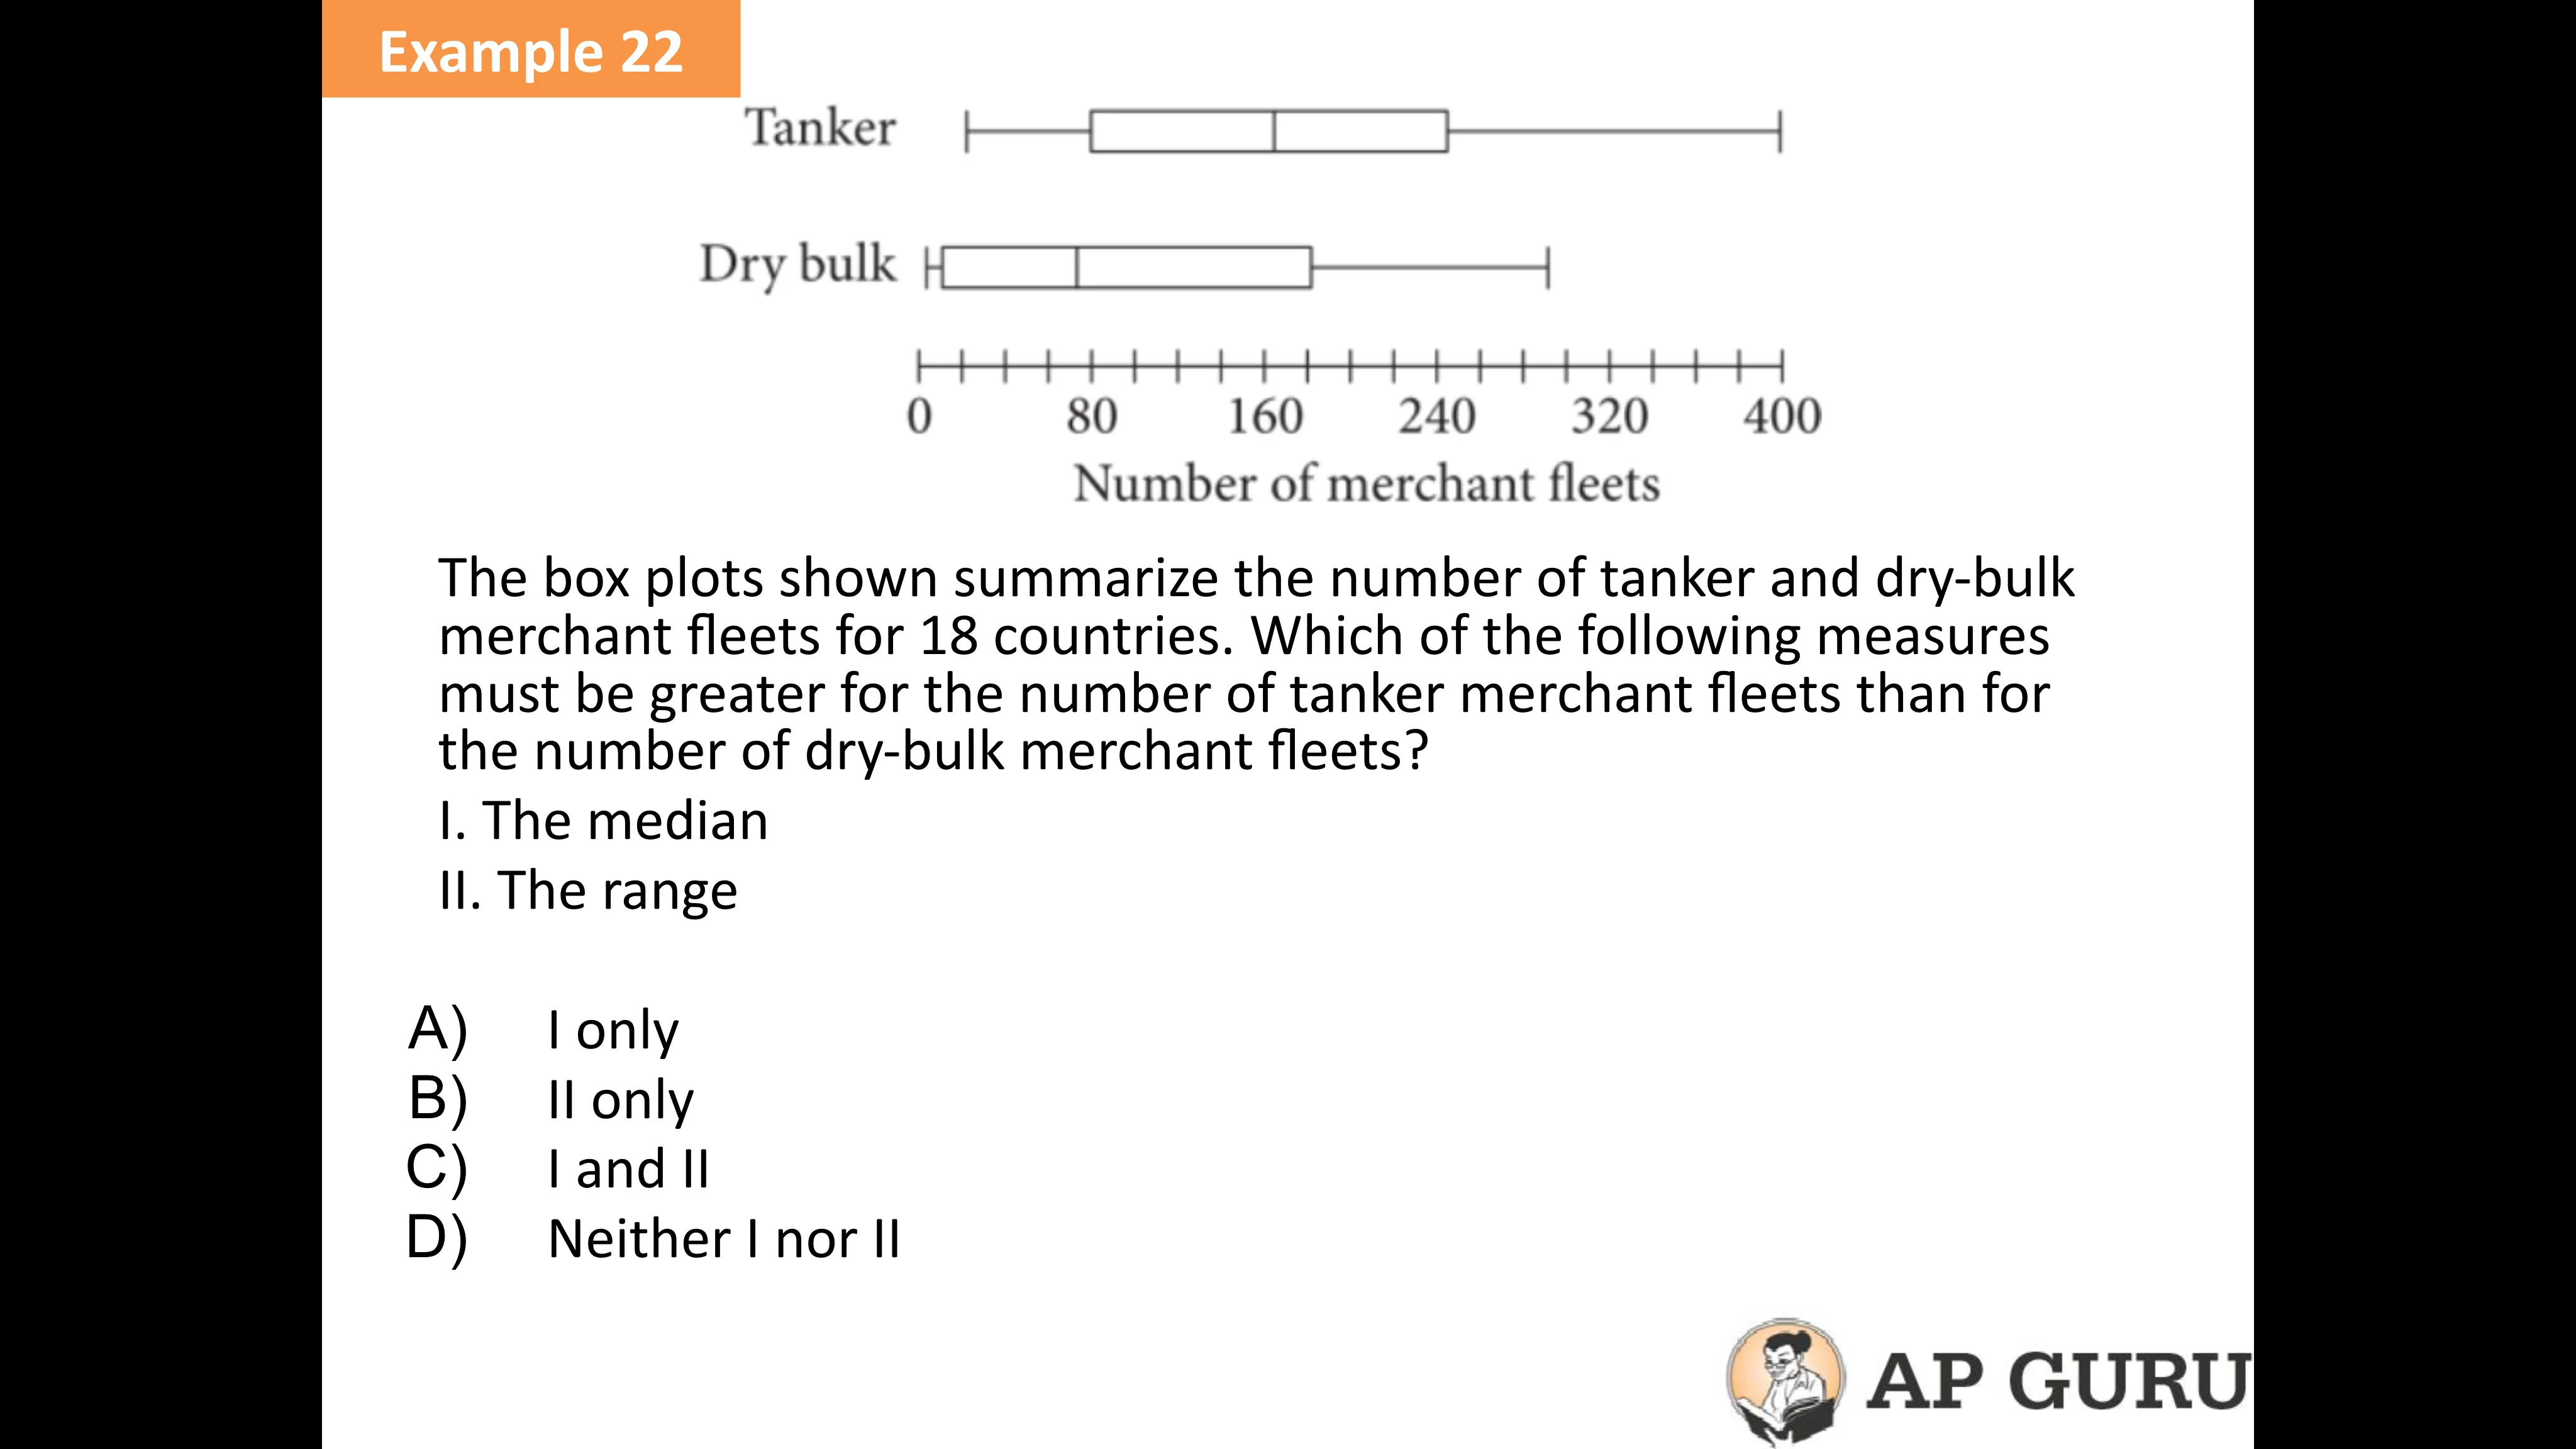 Example 22
Tanker
Dry bulk
0 80 160 240 320 400
Number of merchant fleets
The box plots shown summarize the number of tanker and dry-bulk
merchant fleets for 18 countries. Which of the following measures
must be greater for the number of tanker merchant fleets than for
the number of dry-bulk merchant fleets?
I. The median
II. The range
A) I only
B) II only
C) I and II
D) Neither I nor II
AP GURU